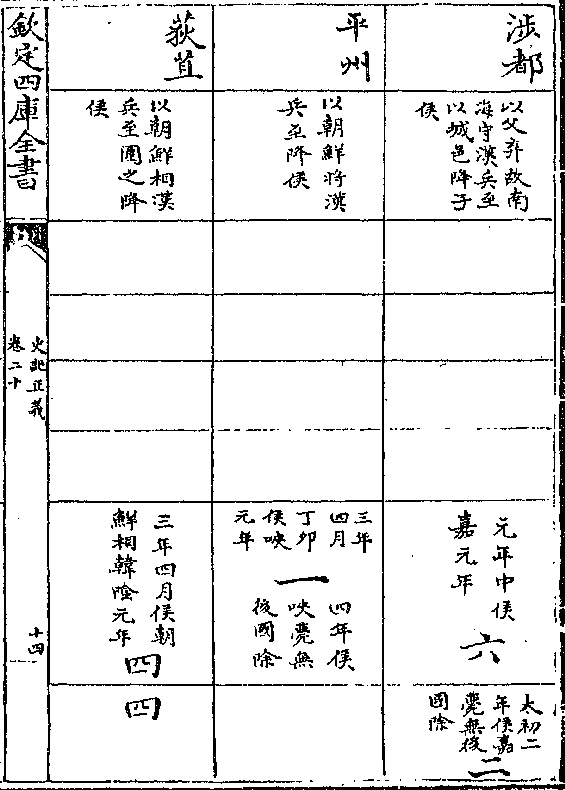 涉都
以父弃故南
海守漢兵至
以城邑降子
侯
元年中侯
嘉元年
六
太初二
年侯嘉
薨無後
國除
二
平州
以朝鮮將漢
兵至降侯
三年
四月
丁卯
侯唊
元年
一
四年侯
唊薨無
後國除
荻苴
以朝鮮相漢
兵至圍之降
侯
三年四月侯朝
鮮相韓陰元年
四
四
欽定四庫全書
史記正義
卷二十
十四